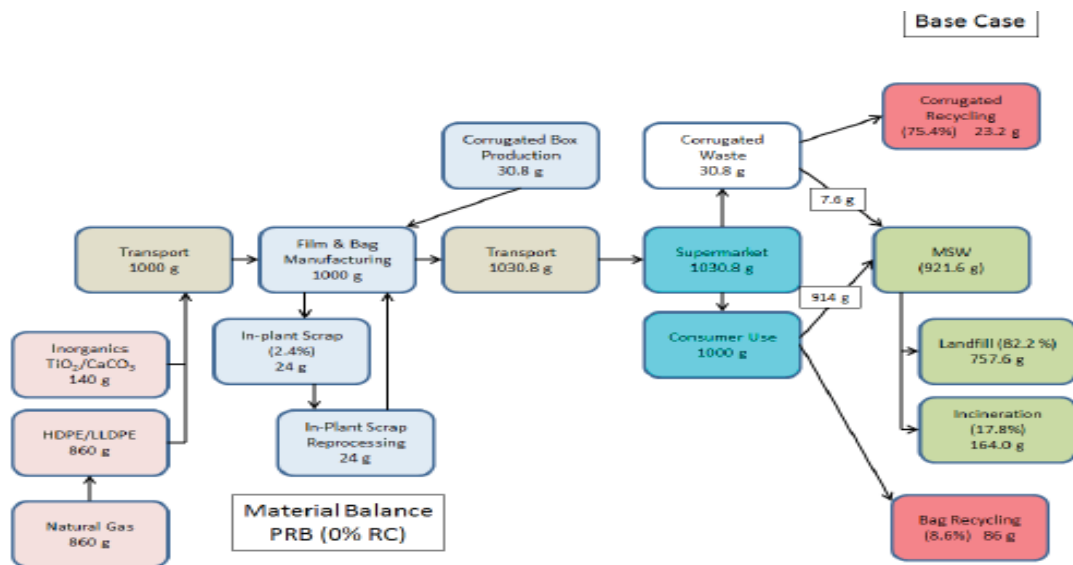 Base Case
Corrugated
Recycling
(75.4%) 23.2 g
Corrugated Box
Production
30.8 g
Corrugated
Waste
30.8 g
7.6 g
Transport
1000 g
Film & Bag
Manufacturing
1000 g
Transport
1030.8 g
Supermarket
1030.8 g
MSW
(921.6 g)
914 g
In-plant Scrap
(2.4%)
24 g
Consumer Use
1000 g
Inorganics
TiO₂/CaCO₃
140 g
Landfill (82.2 %)
757.6 g
HDPE/LLDPE
860 g
In-Plant Scrap
Reprocessing
24 g
Incineration
(17.8%)
164.0 g
Natural Gas
860 g
Material Balance
PRB (0% RC)
Bag Recycling
(8.6%) 86 g